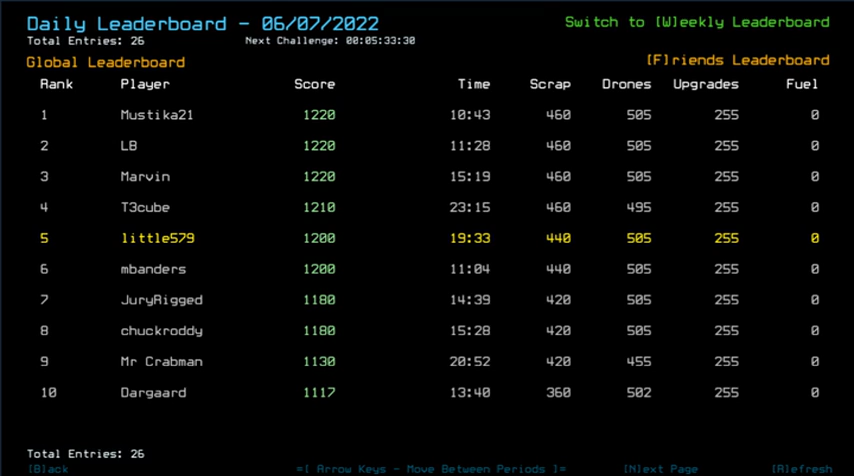 Daily Leaderboard - 06/07/2022 Switch to [W]eekly Leaderboard
Total Entries: 26 Next Challenge: 00:05:33:30
Global Leaderboard [F]riends Leaderboard
Rank Player Score Time Scrap Drones Upgrades Fuel
1 Mustika21 1220 10:43 460 505 255 0
2 LB 1220 11:28 460 505 255 0
3 Marvin 1220 15:19 460 505 255 0
4 T3cube 1210 23:15 460 495 255 0
5 little579 1200 19:33 440 505 255 0
6 mbanders 1200 11:04 440 505 255 0
7 JuryRigged 1180 14:39 420 505 255 0
8 chuckroddy 1180 15:28 420 505 255 0
9 Mr Crabman 1130 20:52 420 455 255 0
10 Dargaard 1117 13:40 360 502 255 0
Total Entries: 26
[B]ack =[ Arrow Keys - Move Between Periods ]= [N]ext Page [R]efresh